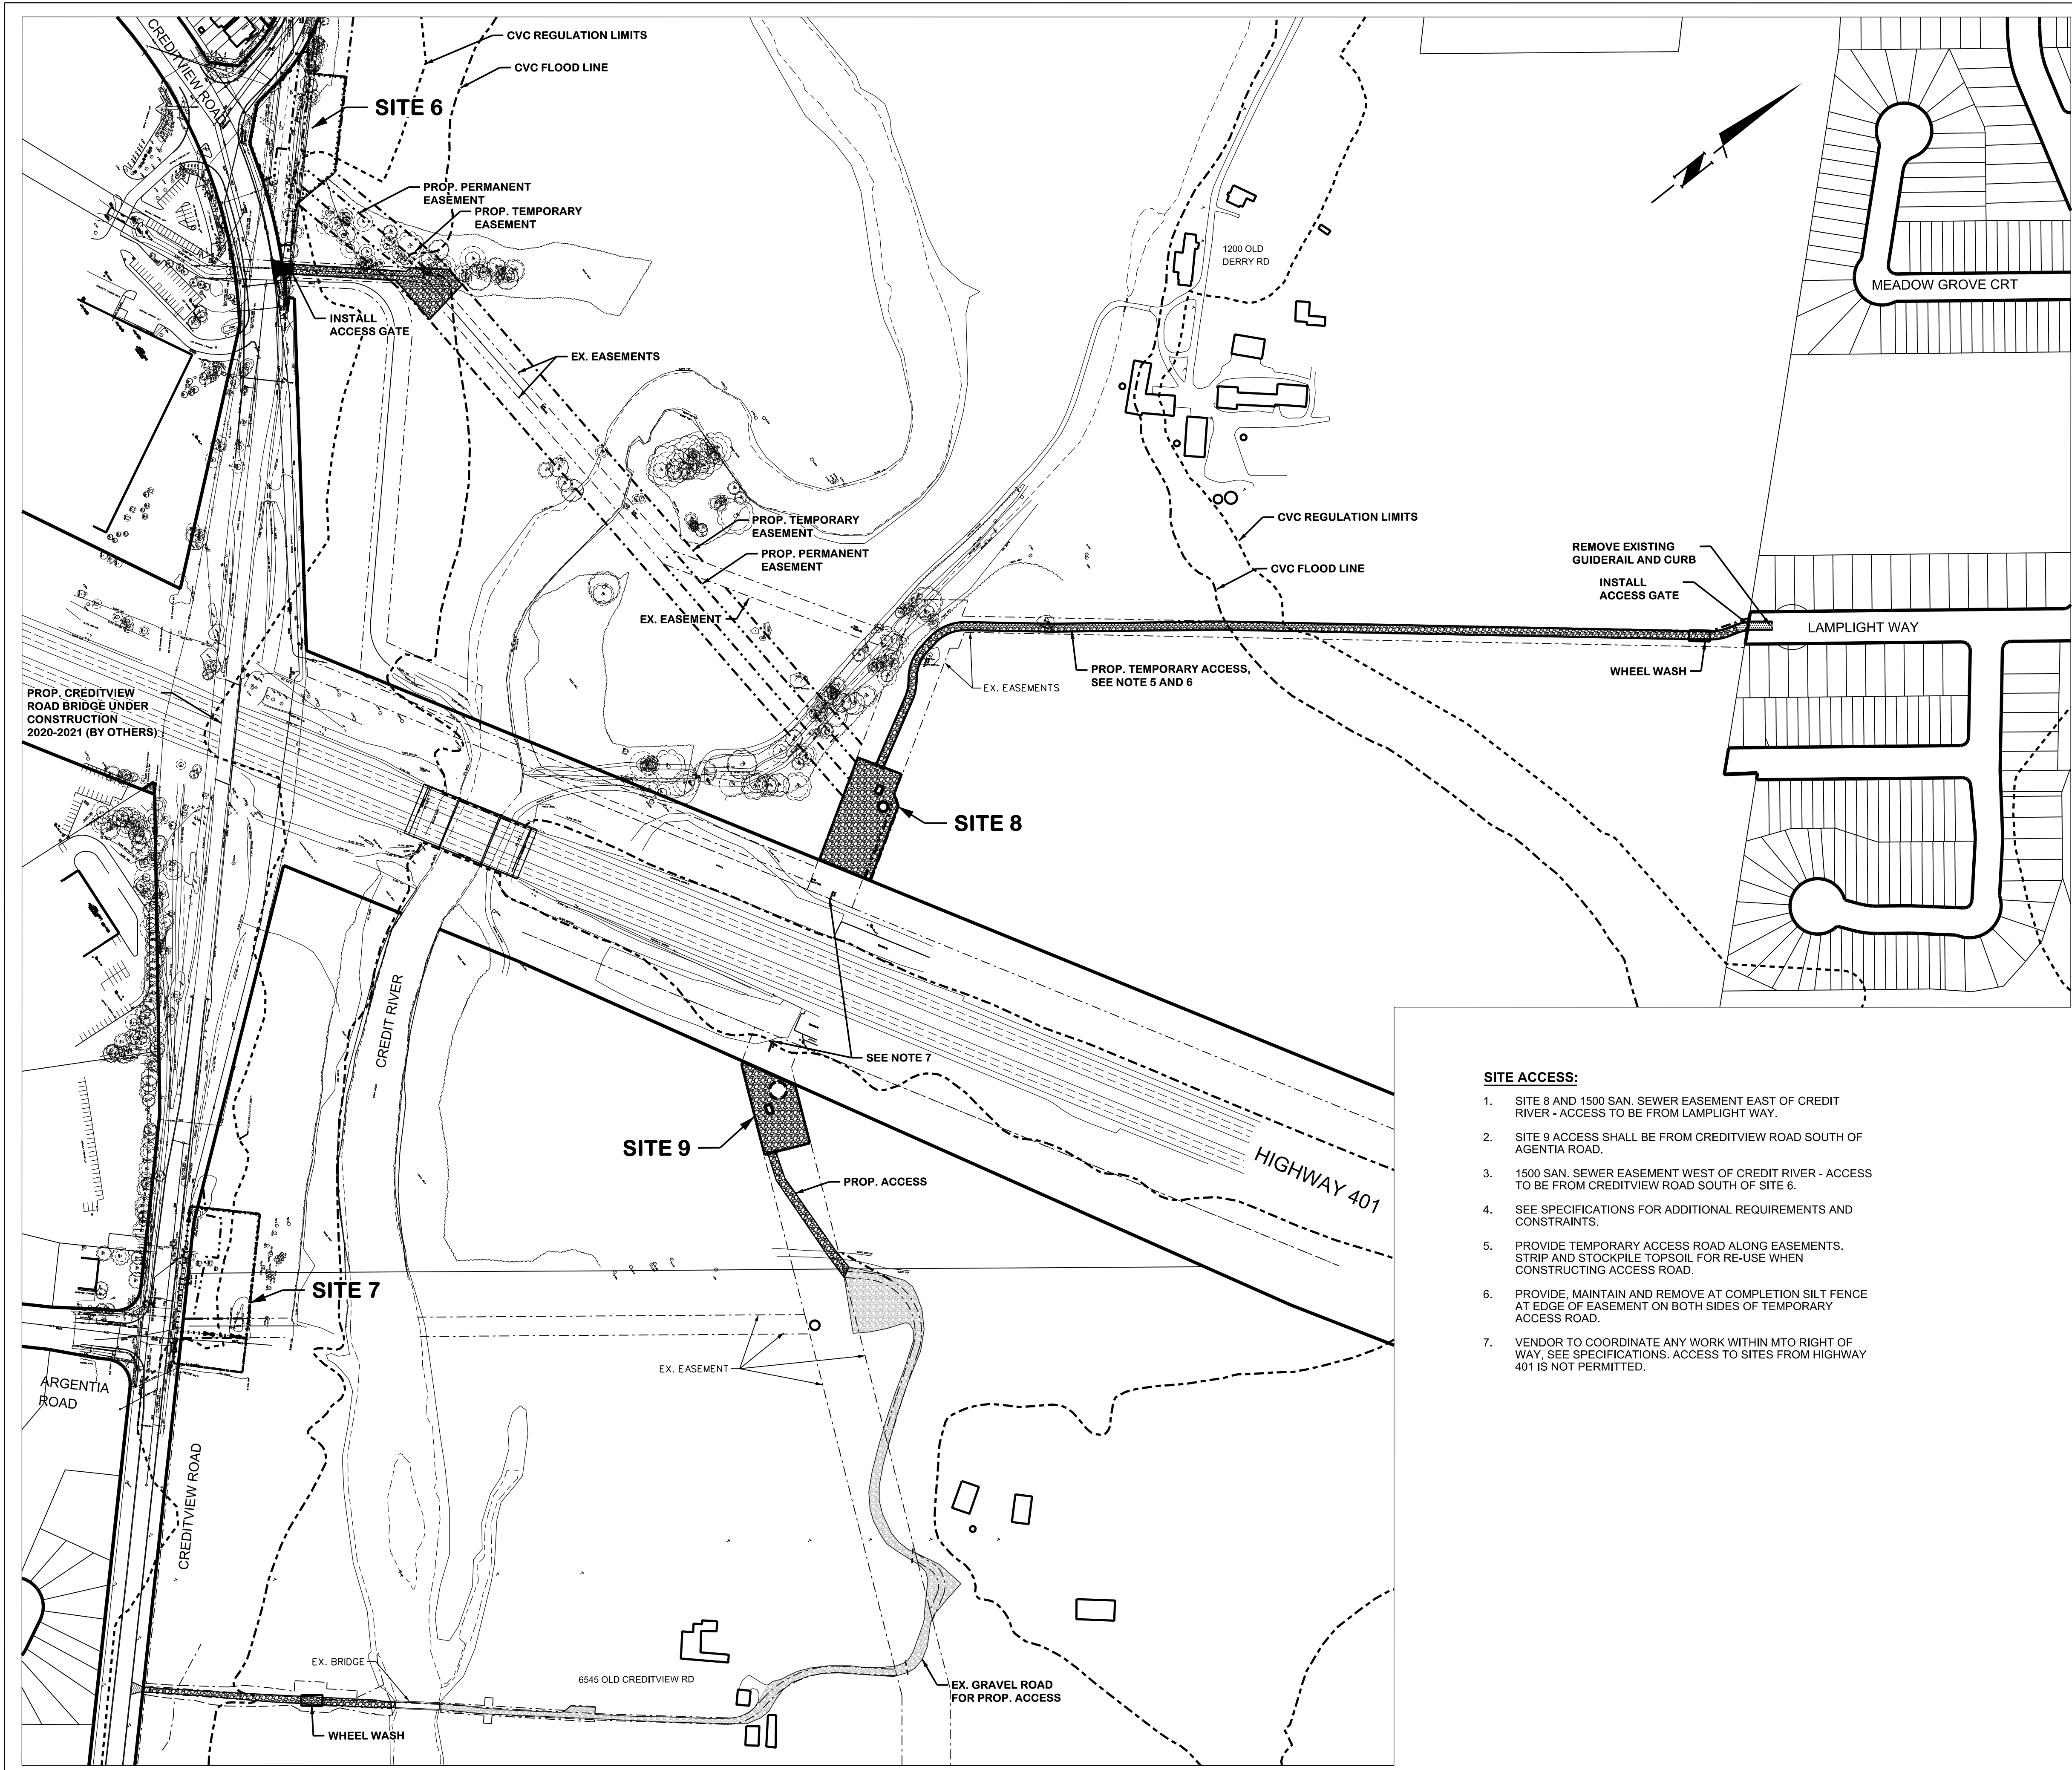 CREDITVIEW ROAD
CVC REGULATION LIMITS
CVC FLOOD LINE
SITE 6
PROP. PERMANENT
EASEMENT
PROP. TEMPORARY
EASEMENT
INSTALL
ACCESS GATE
EX. EASEMENTS
1200 OLD
DERRY RD
MEADOW GROVE CRT
PROP. TEMPORARY
EASEMENT
PROP. PERMANENT
EASEMENT
EX. EASEMENT
CVC REGULATION LIMITS
CVC FLOOD LINE
REMOVE EXISTING
GUIDERAIL AND CURB
INSTALL
ACCESS GATE
LAMPLIGHT WAY
WHEEL WASH
PROP. TEMPORARY ACCESS,
SEE NOTE 5 AND 6
EX. EASEMENTS
PROP. CREDITVIEW
ROAD BRIDGE UNDER
CONSTRUCTION
2020-2021 (BY OTHERS)
SITE 8
CREDIT RIVER
SEE NOTE 7
SITE 9
PROP. ACCESS
HIGHWAY 401
SITE 7
EX. EASEMENT
ARGENTIA
ROAD
CREDITVIEW ROAD
EX. BRIDGE
6545 OLD CREDITVIEW RD
EX. GRAVEL ROAD
FOR PROP. ACCESS
WHEEL WASH
SITE ACCESS:
1. SITE 8 AND 1500 SAN. SEWER EASEMENT EAST OF CREDIT
RIVER - ACCESS TO BE FROM LAMPLIGHT WAY.
2. SITE 9 ACCESS SHALL BE FROM CREDITVIEW ROAD SOUTH OF
AGENTIA ROAD.
3. 1500 SAN. SEWER EASEMENT WEST OF CREDIT RIVER - ACCESS
TO BE FROM CREDITVIEW ROAD SOUTH OF SITE 6.
4. SEE SPECIFICATIONS FOR ADDITIONAL REQUIREMENTS AND
CONSTRAINTS.
5. PROVIDE TEMPORARY ACCESS ROAD ALONG EASEMENTS.
STRIP AND STOCKPILE TOPSOIL FOR RE-USE WHEN
CONSTRUCTING ACCESS ROAD.
6. PROVIDE, MAINTAIN AND REMOVE AT COMPLETION SILT FENCE
AT EDGE OF EASEMENT ON BOTH SIDES OF TEMPORARY
ACCESS ROAD.
7. VENDOR TO COORDINATE ANY WORK WITHIN MTO RIGHT OF
WAY, SEE SPECIFICATIONS. ACCESS TO SITES FROM HIGHWAY
401 IS NOT PERMITTED.